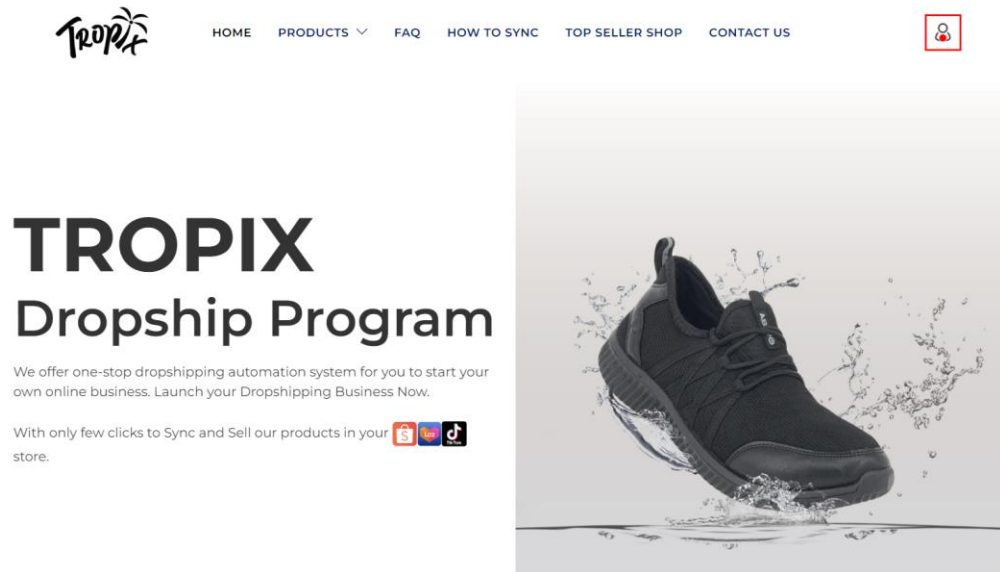 TROPIX
HOME PRODUCTS FAQ HOW TO SYNC TOP SELLER SHOP CONTACT US
TROPIX
Dropship Program
We offer one-stop dropshipping automation system for you to start your
own online business. Launch your Dropshipping Business Now.
With only few clicks to Sync and Sell our products in your
store.